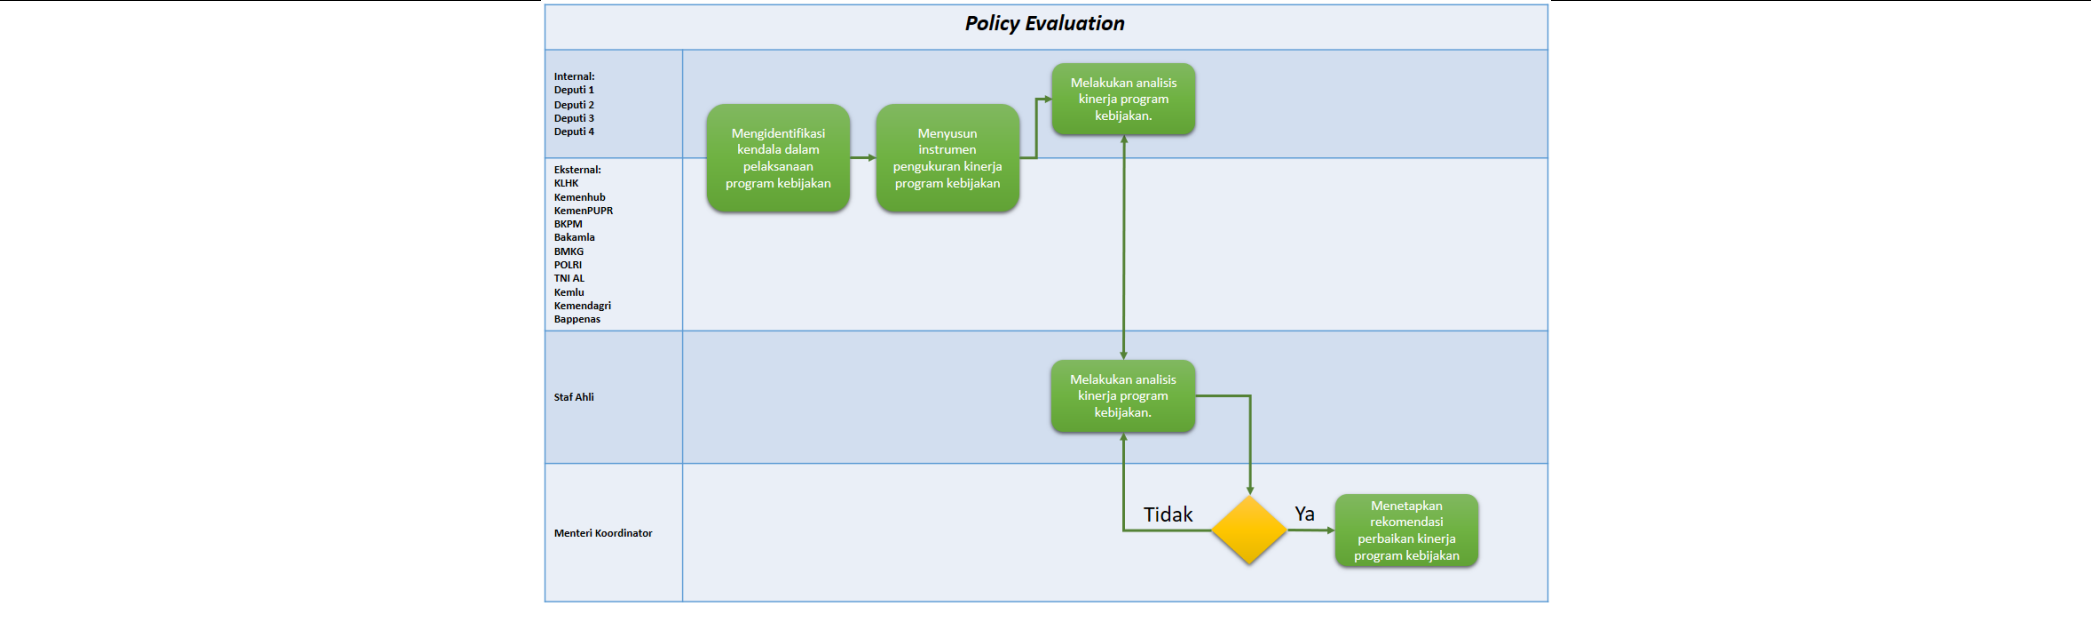 Policy Evaluation
Internal:
Deputi 1
Deputi 2
Deputi 3
Deputi 4
Mengidentifikasi
kendala dalam
pelaksanaan
program kebijakan
Menyusun
instrumen
pengukuran kinerja
program kebijakan
Melakukan analisis
kinerja program
kebijakan.
Eksternal:
KLHK
Kemenhub
KemenPUPR
BKPM
Bakamla
BMKG
POLRI
TNI AL
Kemlu
Kemendagri
Bappenas
Staf Ahli
Melakukan analisis
kinerja program
kebijakan.
Menteri Koordinator
Tidak
Ya
Menetapkan
rekomendasi
perbaikan kinerja
program kebijakan